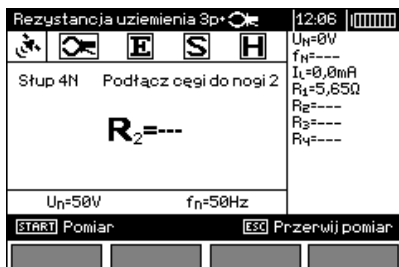 Rezystancja uziemienia 3p+ 12:06
E S H
UN=0V
fN=---
IL=0,0mA
R1=5,65Ω
R2=---
R3=---
R4=---
Słup 4N Podłącz cęgi do nogi 2
R2=---
Un=50V fn=50Hz
START Pomiar ESC Przerwij pomiar